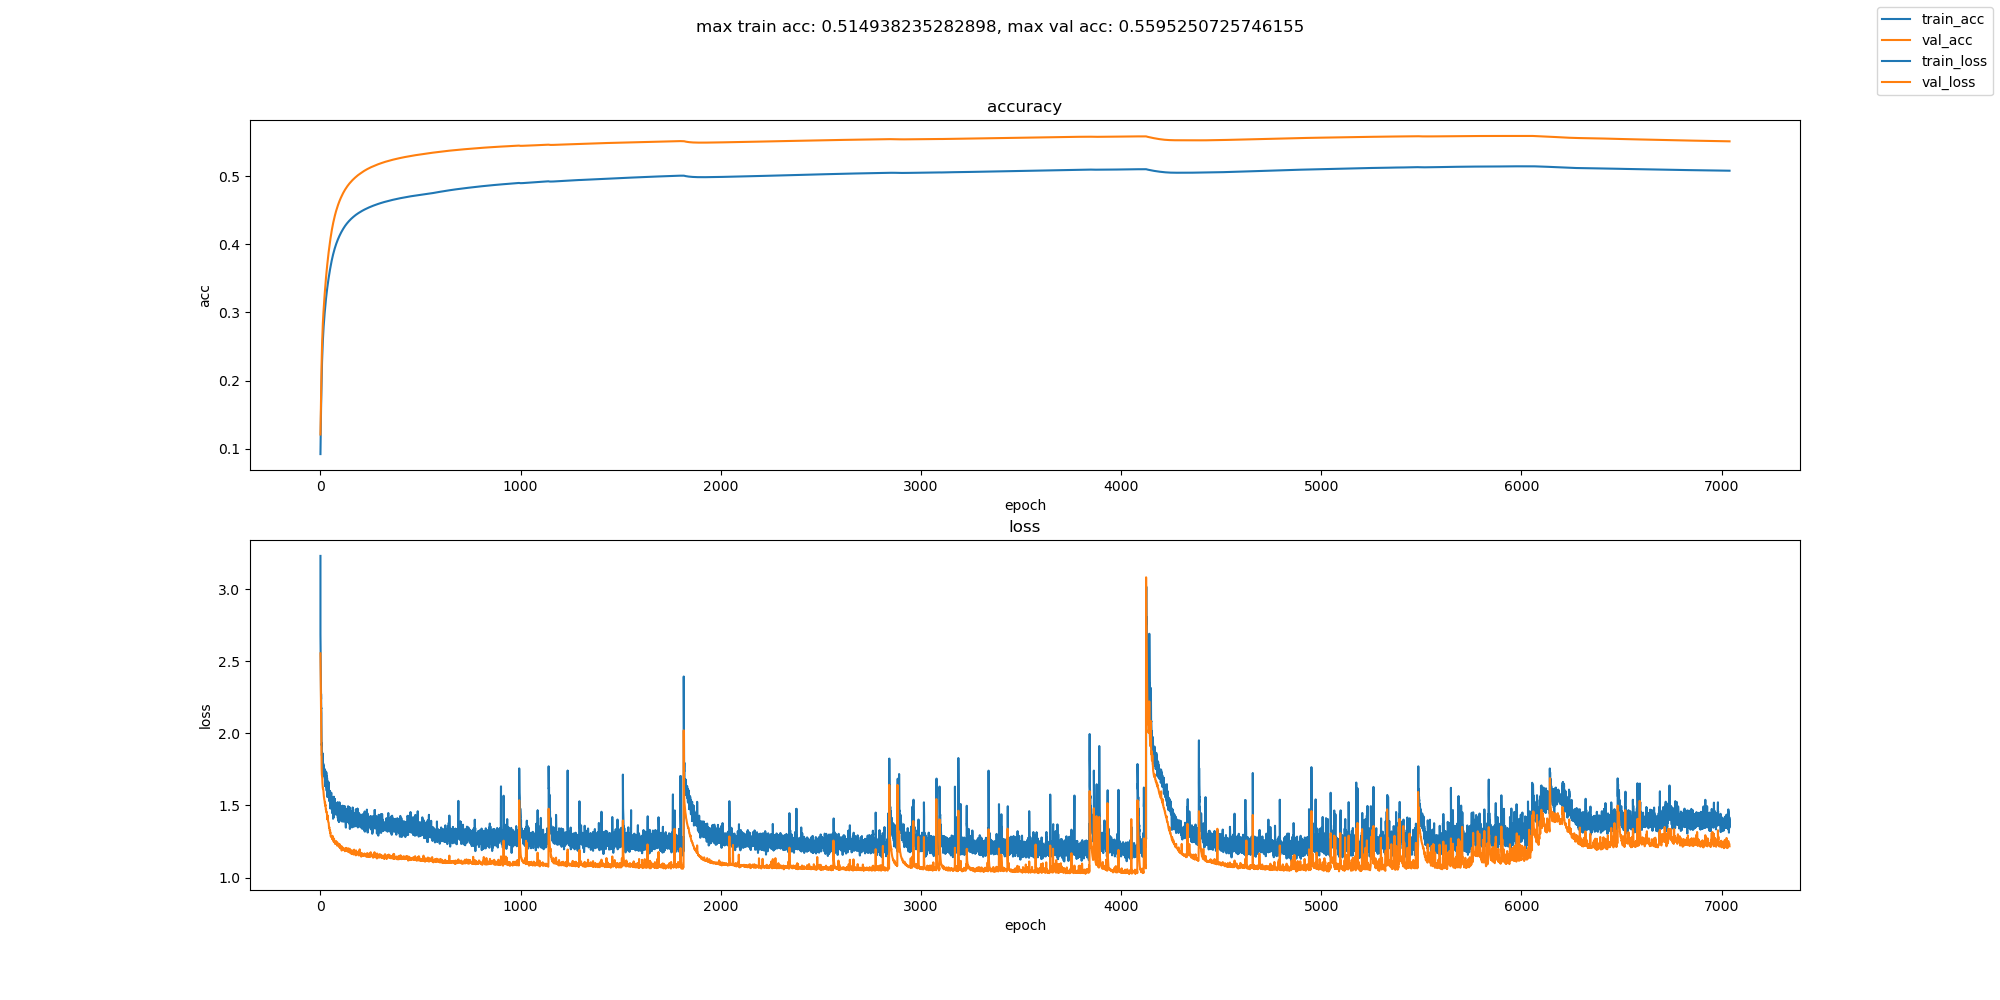 max train acc: 0.514938235282898, max val acc: 0.5595250725746155
train_acc
val_acc
train_loss
val_loss
accuracy
0.5
0.4
0.3
0.2
0.1
acc
0 1000 2000 3000 4000 5000 6000 7000
epoch
loss
3.0
2.5
2.0
1.5
1.0
loss
0 1000 2000 3000 4000 5000 6000 7000
epoch